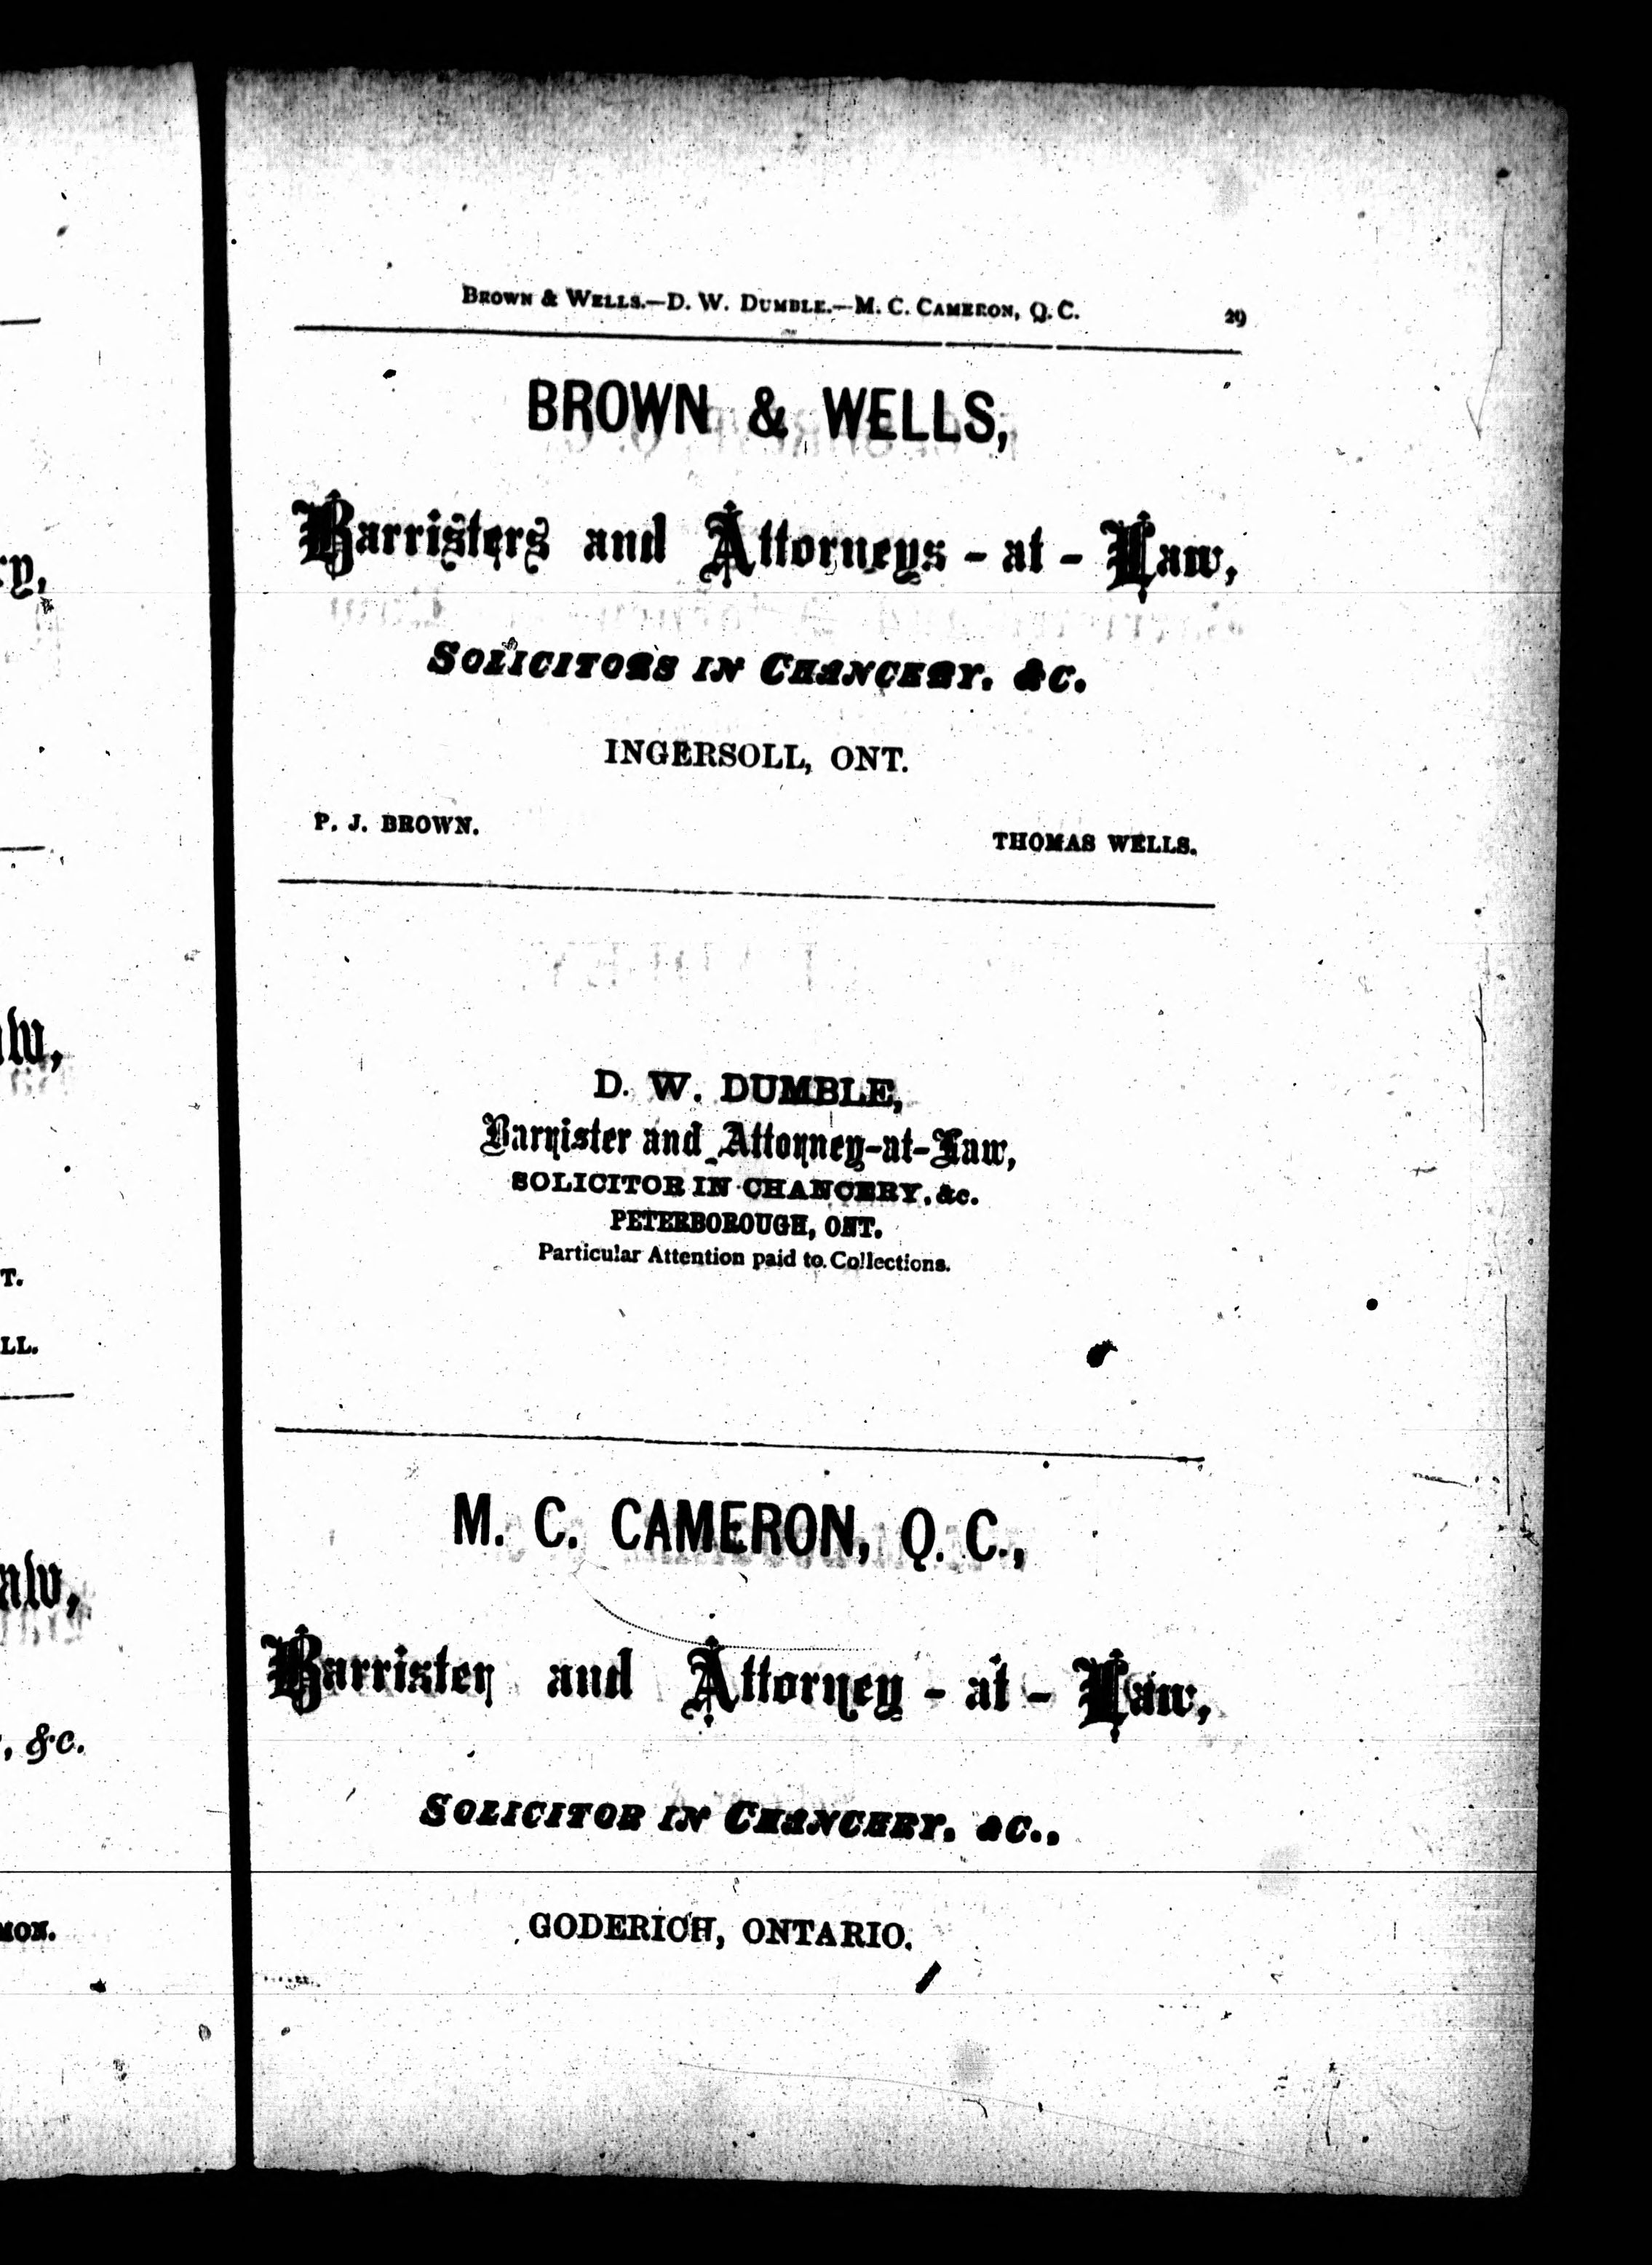 BROWN & WELLS.—D. W. DUMBLE.—M. C. CAMERON, Q. C. 29
BROWN & WELLS,
Barristers and Attorneys - at - Law,
SOLICITORS IN CHANCERY, &C.
INGERSOLL, ONT.
P. J. BROWN. THOMAS WELLS.
D. W. DUMBLE,
Barrister and Attorney-at-Law,
SOLICITOR IN CHANCERY, &c.
PETERBOROUGH, ONT.
Particular Attention paid to Collections.
M. C. CAMERON, Q. C.,
Barrister and Attorney - at - Law,
SOLICITOR IN CHANCERY, &C.,
GODERICH, ONTARIO.